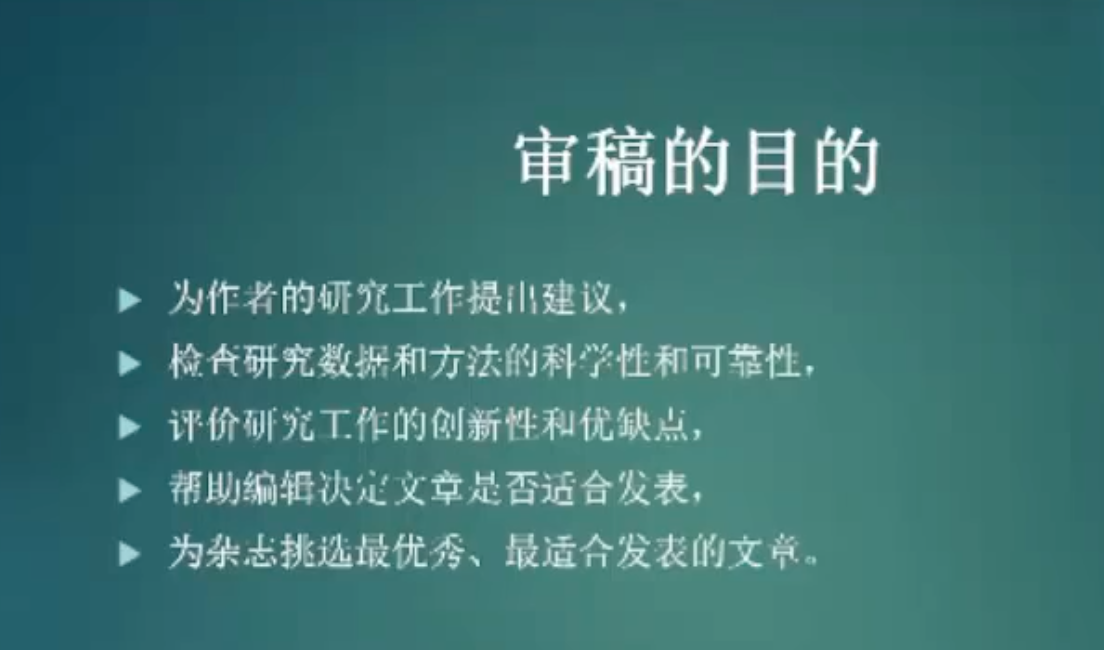 审稿的目的
为作者的研究工作提出建议，
检查研究数据和方法的科学性和可靠性，
评价研究工作的创新性和优缺点，
帮助编辑决定文章是否适合发表，
为杂志挑选最优秀、最适合发表的文章。